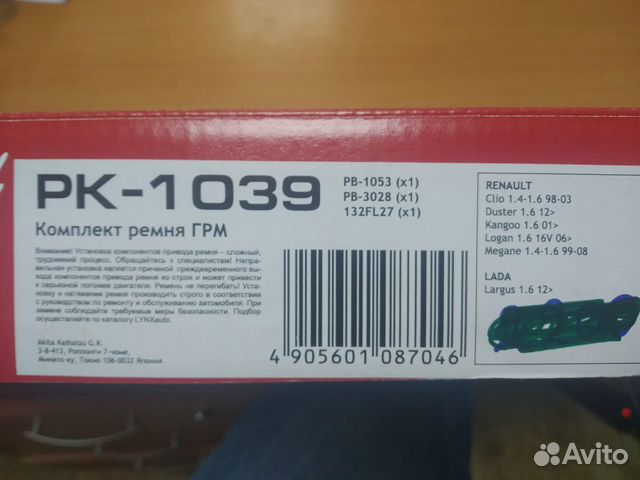 PK-1039
PB-1053 (x1)
PB-3028 (x1)
132FL27 (x1)
Комплект ремня ГРМ
Внимание! Установка компонентов привода ремня – сложный,
трудоемкий процесс. Обращайтесь к специалистам! Неправ-
вильная установка является причиной преждевременного вы-
хода компонентов привода ремня из строя и может привести
к серьезной поломке двигателя. Ремень не перегибать! Уста-
новку и натяжение ремня производить строго в соответствии
с руководством по ремонту и обслуживанию автомобиля. При
замене соблюдайте требуемые меры безопасности. Подбор
осуществляется по каталогу LYNXauto.
Akita Kaihatsu G.K.
3-8-413, Роппонги 7-чоме,
Минато-ку, Токио 106-0032 Япония
4 905601 087046
RENAULT
Clio 1.4-1.6 98-03
Duster 1.6 12>
Kangoo 1.6 01>
Logan 1.6 16V 06>
Megane 1.4-1.6 99-08
LADA
Largus 1.6 12>
Avito